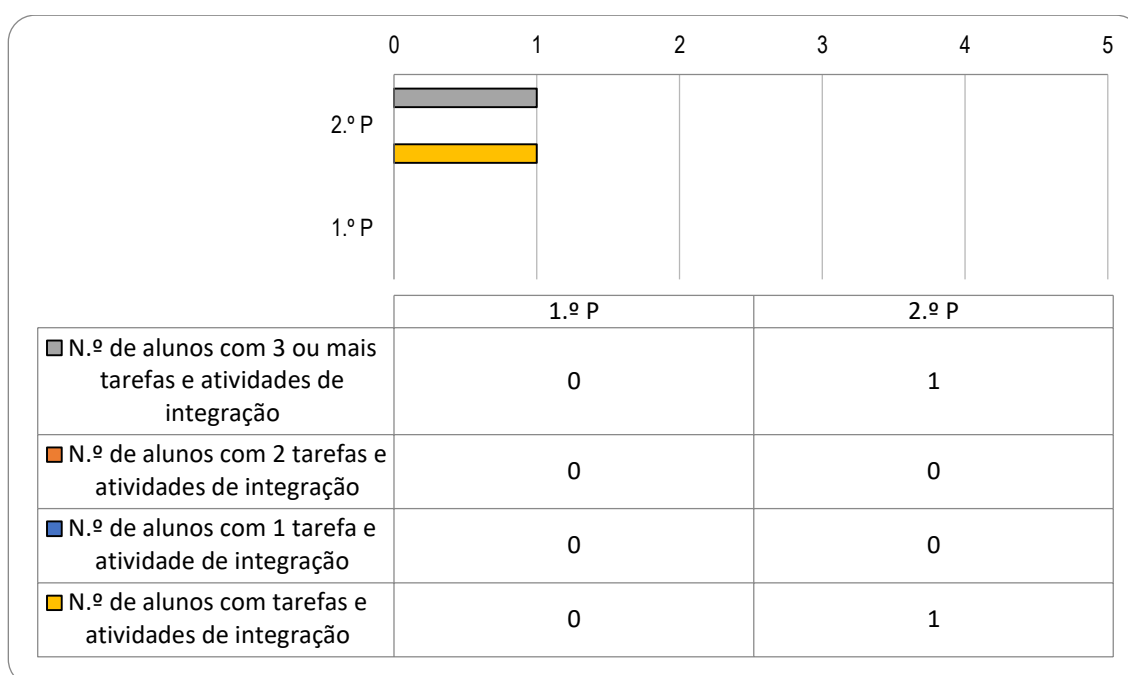 0 1 2 3 4 5
2.º P
1.º P
1.º P 2.º P
N.º de alunos com 3 ou mais
tarefas e atividades de
integração
0 1
N.º de alunos com 2 tarefas e
atividades de integração
0 0
N.º de alunos com 1 tarefa e
atividade de integração
0 0
N.º de alunos com tarefas e
atividades de integração
0 1